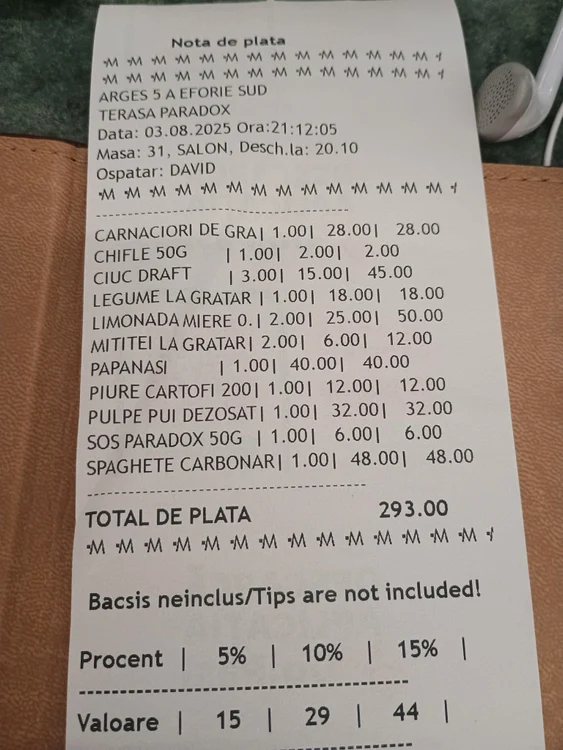 Nota de plata
ARGES 5 A EFORIE SUD
TERASA PARADOX
Data: 03.08.2025 Ora:21:12:05
Masa: 31, SALON, Desch.la: 20.10
Ospatar: DAVID
CARNACIORI DE GRA| 1.00| 28.00| 28.00
CHIFLE 50G | 1.00| 2.00| 2.00
CIUC DRAFT | 3.00| 15.00| 45.00
LEGUME LA GRATAR | 1.00| 18.00| 18.00
LIMONADA MIERE 0.| 2.00| 25.00| 50.00
MITITEI LA GRATAR| 2.00| 6.00| 12.00
PAPANASI | 1.00| 40.00| 40.00
PIURE CARTOFI 200| 1.00| 12.00| 12.00
PULPE PUI DEZOSAT| 1.00| 32.00| 32.00
SOS PARADOX 50G | 1.00| 6.00| 6.00
SPAGHETE CARBONAR| 1.00| 48.00| 48.00
TOTAL DE PLATA 293.00
Bacsis neinclus/Tips are not included!
Procent | 5% | 10% | 15% |
Valoare | 15 | 29 | 44 |